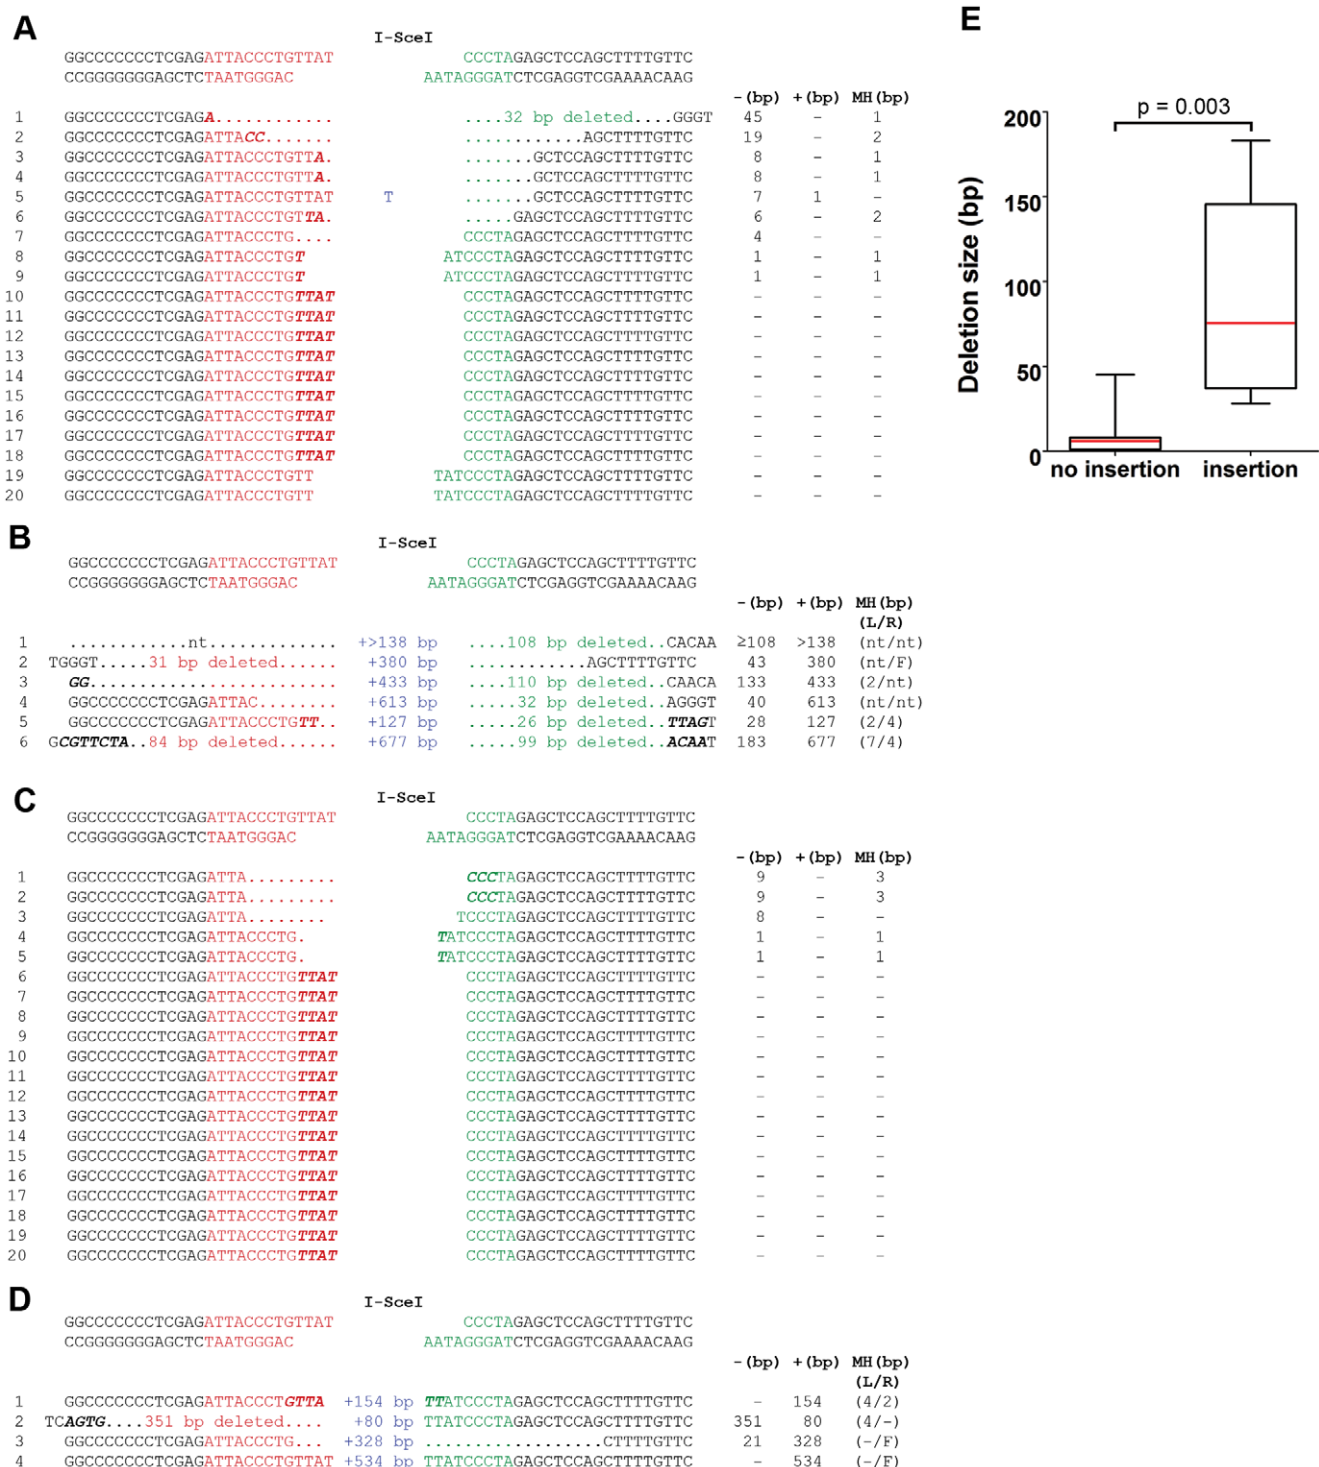 A
I-SceI
GGCCCCCCCTCGAGATTACCCTGTTAT CCCTAGAGCTCCAGCTTTTGTTC
CCGGGGGGGAGCTCTAATGGGAC AATAGGGATCTCGAGGTCGAAAACAAG
-(bp) +(bp) MH(bp)
1 GGCCCCCCCTCGAGA............ ....32 bp deleted....GGGT 45 - 1
2 GGCCCCCCCTCGAGATTACC....... ............AGCTTTTGTTC 19 - 2
3 GGCCCCCCCTCGAGATTACCCTGTTA. .......GCTCCAGCTTTTGTTC 8 - 1
4 GGCCCCCCCTCGAGATTACCCTGTTA. .......GCTCCAGCTTTTGTTC 8 - 1
5 GGCCCCCCCTCGAGATTACCCTGTTAT T .......GCTCCAGCTTTTGTTC 7 1 -
6 GGCCCCCCCTCGAGATTACCCTGTTA. .....GAGCTCCAGCTTTTGTTC 6 - 2
7 GGCCCCCCCTCGAGATTACCCTG.... CCCTAGAGCTCCAGCTTTTGTTC 4 - -
8 GGCCCCCCCTCGAGATTACCCTGT ATCCCTAGAGCTCCAGCTTTTGTTC 1 - 1
9 GGCCCCCCCTCGAGATTACCCTGT ATCCCTAGAGCTCCAGCTTTTGTTC 1 - 1
10 GGCCCCCCCTCGAGATTACCCTGTTAT CCCTAGAGCTCCAGCTTTTGTTC - - -
11 GGCCCCCCCTCGAGATTACCCTGTTAT CCCTAGAGCTCCAGCTTTTGTTC - - -
12 GGCCCCCCCTCGAGATTACCCTGTTAT CCCTAGAGCTCCAGCTTTTGTTC - - -
13 GGCCCCCCCTCGAGATTACCCTGTTAT CCCTAGAGCTCCAGCTTTTGTTC - - -
14 GGCCCCCCCTCGAGATTACCCTGTTAT CCCTAGAGCTCCAGCTTTTGTTC - - -
15 GGCCCCCCCTCGAGATTACCCTGTTAT CCCTAGAGCTCCAGCTTTTGTTC - - -
16 GGCCCCCCCTCGAGATTACCCTGTTAT CCCTAGAGCTCCAGCTTTTGTTC - - -
17 GGCCCCCCCTCGAGATTACCCTGTTAT CCCTAGAGCTCCAGCTTTTGTTC - - -
18 GGCCCCCCCTCGAGATTACCCTGTTAT CCCTAGAGCTCCAGCTTTTGTTC - - -
19 GGCCCCCCCTCGAGATTACCCTGTT TATCCCTAGAGCTCCAGCTTTTGTTC - - -
20 GGCCCCCCCTCGAGATTACCCTGTT TATCCCTAGAGCTCCAGCTTTTGTTC - - -
B
I-SceI
GGCCCCCCCTCGAGATTACCCTGTTAT CCCTAGAGCTCCAGCTTTTGTTC
CCGGGGGGGAGCTCTAATGGGAC AATAGGGATCTCGAGGTCGAAAACAAG
-(bp) +(bp) MH(bp)
(L/R)
1 ............nt............. +>138 bp ....108 bp deleted..CACAA ≥108 >138 (nt/nt)
2 TGGGT.....31 bp deleted...... +380 bp ............AGCTTTTGTTC 43 380 (nt/F)
3 GG......................... +433 bp ....110 bp deleted..CAACA 133 433 (2/nt)
4 GGCCCCCCCTCGAGATTAC........ +613 bp .....32 bp deleted..AGGGT 40 613 (nt/nt)
5 GGCCCCCCCTCGAGATTACCCTGTT.. +127 bp .....26 bp deleted..TTAGT 28 127 (2/4)
6 GCGTTCTA..84 bp deleted...... +677 bp .....99 bp deleted..ACAAT 183 677 (7/4)
C
I-SceI
GGCCCCCCCTCGAGATTACCCTGTTAT CCCTAGAGCTCCAGCTTTTGTTC
CCGGGGGGGAGCTCTAATGGGAC AATAGGGATCTCGAGGTCGAAAACAAG
-(bp) +(bp) MH(bp)
1 GGCCCCCCCTCGAGATTA......... CCCTAGAGCTCCAGCTTTTGTTC 9 - 3
2 GGCCCCCCCTCGAGATTA......... CCCTAGAGCTCCAGCTTTTGTTC 9 - 3
3 GGCCCCCCCTCGAGATTA........ TCCCTAGAGCTCCAGCTTTTGTTC 8 - -
4 GGCCCCCCCTCGAGATTACCCTG. TATCCCTAGAGCTCCAGCTTTTGTTC 1 - 1
5 GGCCCCCCCTCGAGATTACCCTG. TATCCCTAGAGCTCCAGCTTTTGTTC 1 - 1
6 GGCCCCCCCTCGAGATTACCCTGTTAT CCCTAGAGCTCCAGCTTTTGTTC - - -
7 GGCCCCCCCTCGAGATTACCCTGTTAT CCCTAGAGCTCCAGCTTTTGTTC - - -
8 GGCCCCCCCTCGAGATTACCCTGTTAT CCCTAGAGCTCCAGCTTTTGTTC - - -
9 GGCCCCCCCTCGAGATTACCCTGTTAT CCCTAGAGCTCCAGCTTTTGTTC - - -
10 GGCCCCCCCTCGAGATTACCCTGTTAT CCCTAGAGCTCCAGCTTTTGTTC - - -
11 GGCCCCCCCTCGAGATTACCCTGTTAT CCCTAGAGCTCCAGCTTTTGTTC - - -
12 GGCCCCCCCTCGAGATTACCCTGTTAT CCCTAGAGCTCCAGCTTTTGTTC - - -
13 GGCCCCCCCTCGAGATTACCCTGTTAT CCCTAGAGCTCCAGCTTTTGTTC - - -
14 GGCCCCCCCTCGAGATTACCCTGTTAT CCCTAGAGCTCCAGCTTTTGTTC - - -
15 GGCCCCCCCTCGAGATTACCCTGTTAT CCCTAGAGCTCCAGCTTTTGTTC - - -
16 GGCCCCCCCTCGAGATTACCCTGTTAT CCCTAGAGCTCCAGCTTTTGTTC - - -
17 GGCCCCCCCTCGAGATTACCCTGTTAT CCCTAGAGCTCCAGCTTTTGTTC - - -
18 GGCCCCCCCTCGAGATTACCCTGTTAT CCCTAGAGCTCCAGCTTTTGTTC - - -
19 GGCCCCCCCTCGAGATTACCCTGTTAT CCCTAGAGCTCCAGCTTTTGTTC - - -
20 GGCCCCCCCTCGAGATTACCCTGTTAT CCCTAGAGCTCCAGCTTTTGTTC - - -
D
I-SceI
GGCCCCCCCTCGAGATTACCCTGTTAT CCCTAGAGCTCCAGCTTTTGTTC
CCGGGGGGGAGCTCTAATGGGAC AATAGGGATCTCGAGGTCGAAAACAAG
-(bp) +(bp) MH(bp)
(L/R)
1 GGCCCCCCCTCGAGATTACCCTGTTA +154 bp TTATCCCTAGAGCTCCAGCTTTTGTTC - 154 (4/2)
2 TCAGTG....351 bp deleted.... +80 bp TTATCCCTAGAGCTCCAGCTTTTGTTC 351 80 (4/-)
3 GGCCCCCCCTCGAGATTACCCTG... +328 bp ..................CTTTTGTTC 21 328 (-/F)
4 GGCCCCCCCTCGAGATTACCCTGTTAT +534 bp TTATCCCTAGAGCTCCAGCTTTTGTTC - 534 (-/F)
E
p = 0.003
Deletion size (bp)
200
150
100
50
0
no insertion insertion